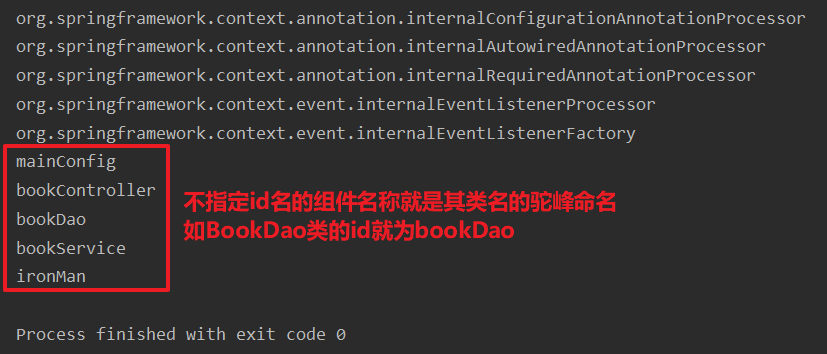 org.springframework.context.annotation.internalConfigurationAnnotationProcessor
org.springframework.context.annotation.internalAutowiredAnnotationProcessor
org.springframework.context.annotation.internalRequiredAnnotationProcessor
org.springframework.context.event.internalEventListenerProcessor
org.springframework.context.event.internalEventListenerFactory
mainConfig
bookController
bookDao
bookService
ironMan
不指定id名的组件名称就是其类名的驼峰命名
如BookDao类的id就为bookDao
Process finished with exit code 0